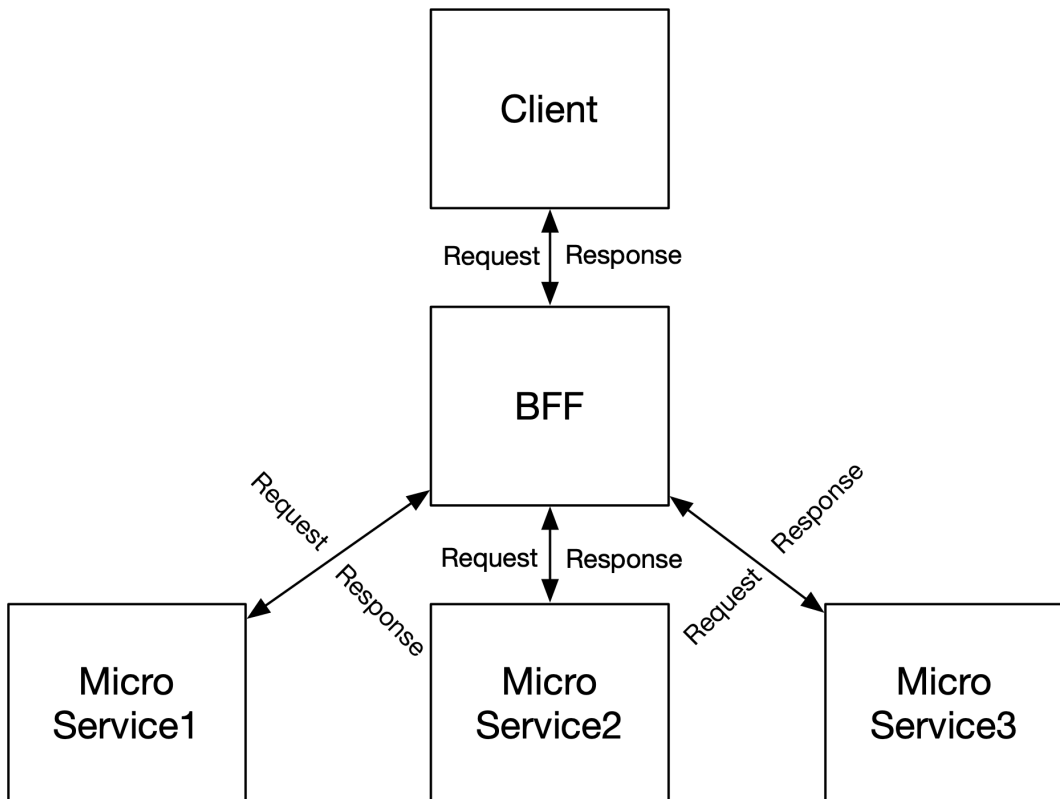 Client
Request
Response
BFF
Request
Response
Request
Response
Response
Request
Micro
Service1
Micro
Service2
Micro
Service3